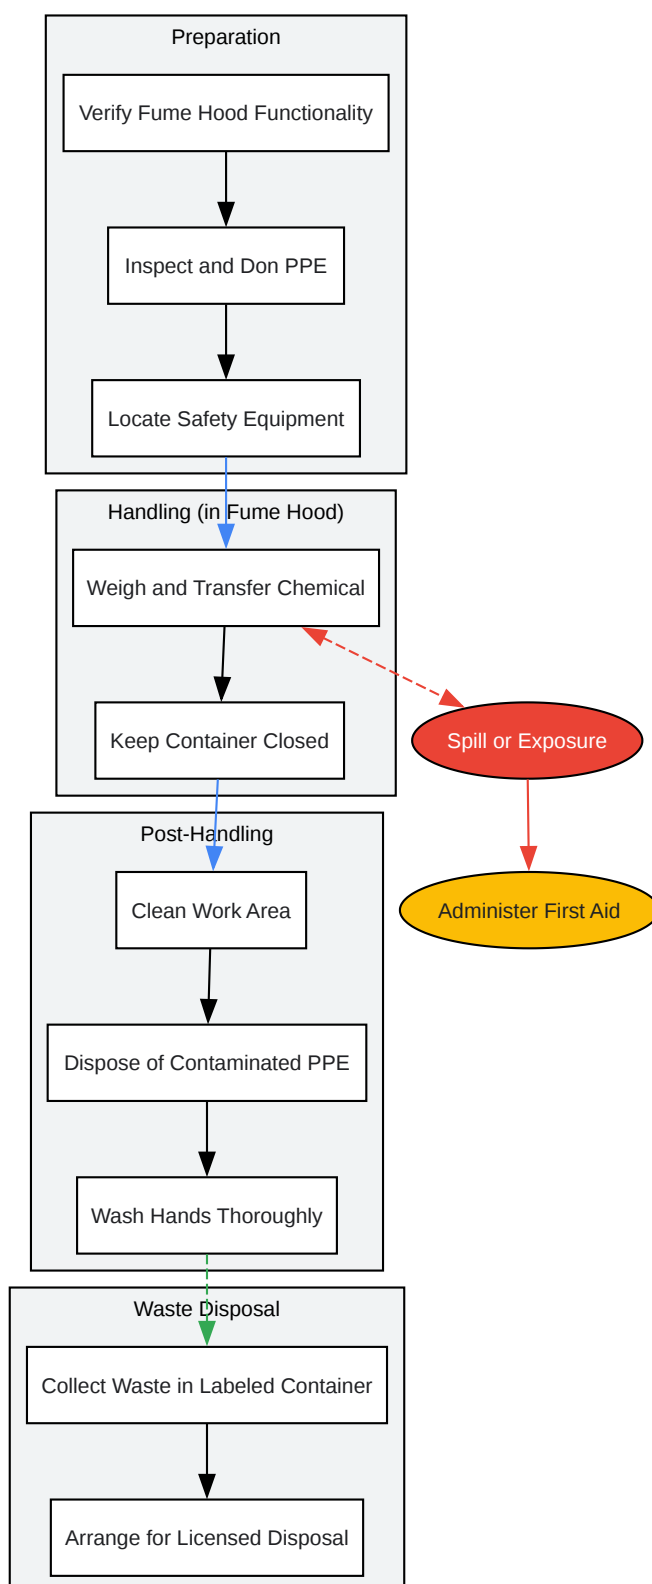 Preparation
Verify Fume Hood Functionality
Inspect and Don PPE
Locate Safety Equipment
Handling (in Fume Hood)
Weigh and Transfer Chemical
Keep Container Closed
Spill or Exposure
Post-Handling
Clean Work Area
Administer First Aid
Dispose of Contaminated PPE
Wash Hands Thoroughly
Waste Disposal
Collect Waste in Labeled Container
Arrange for Licensed Disposal